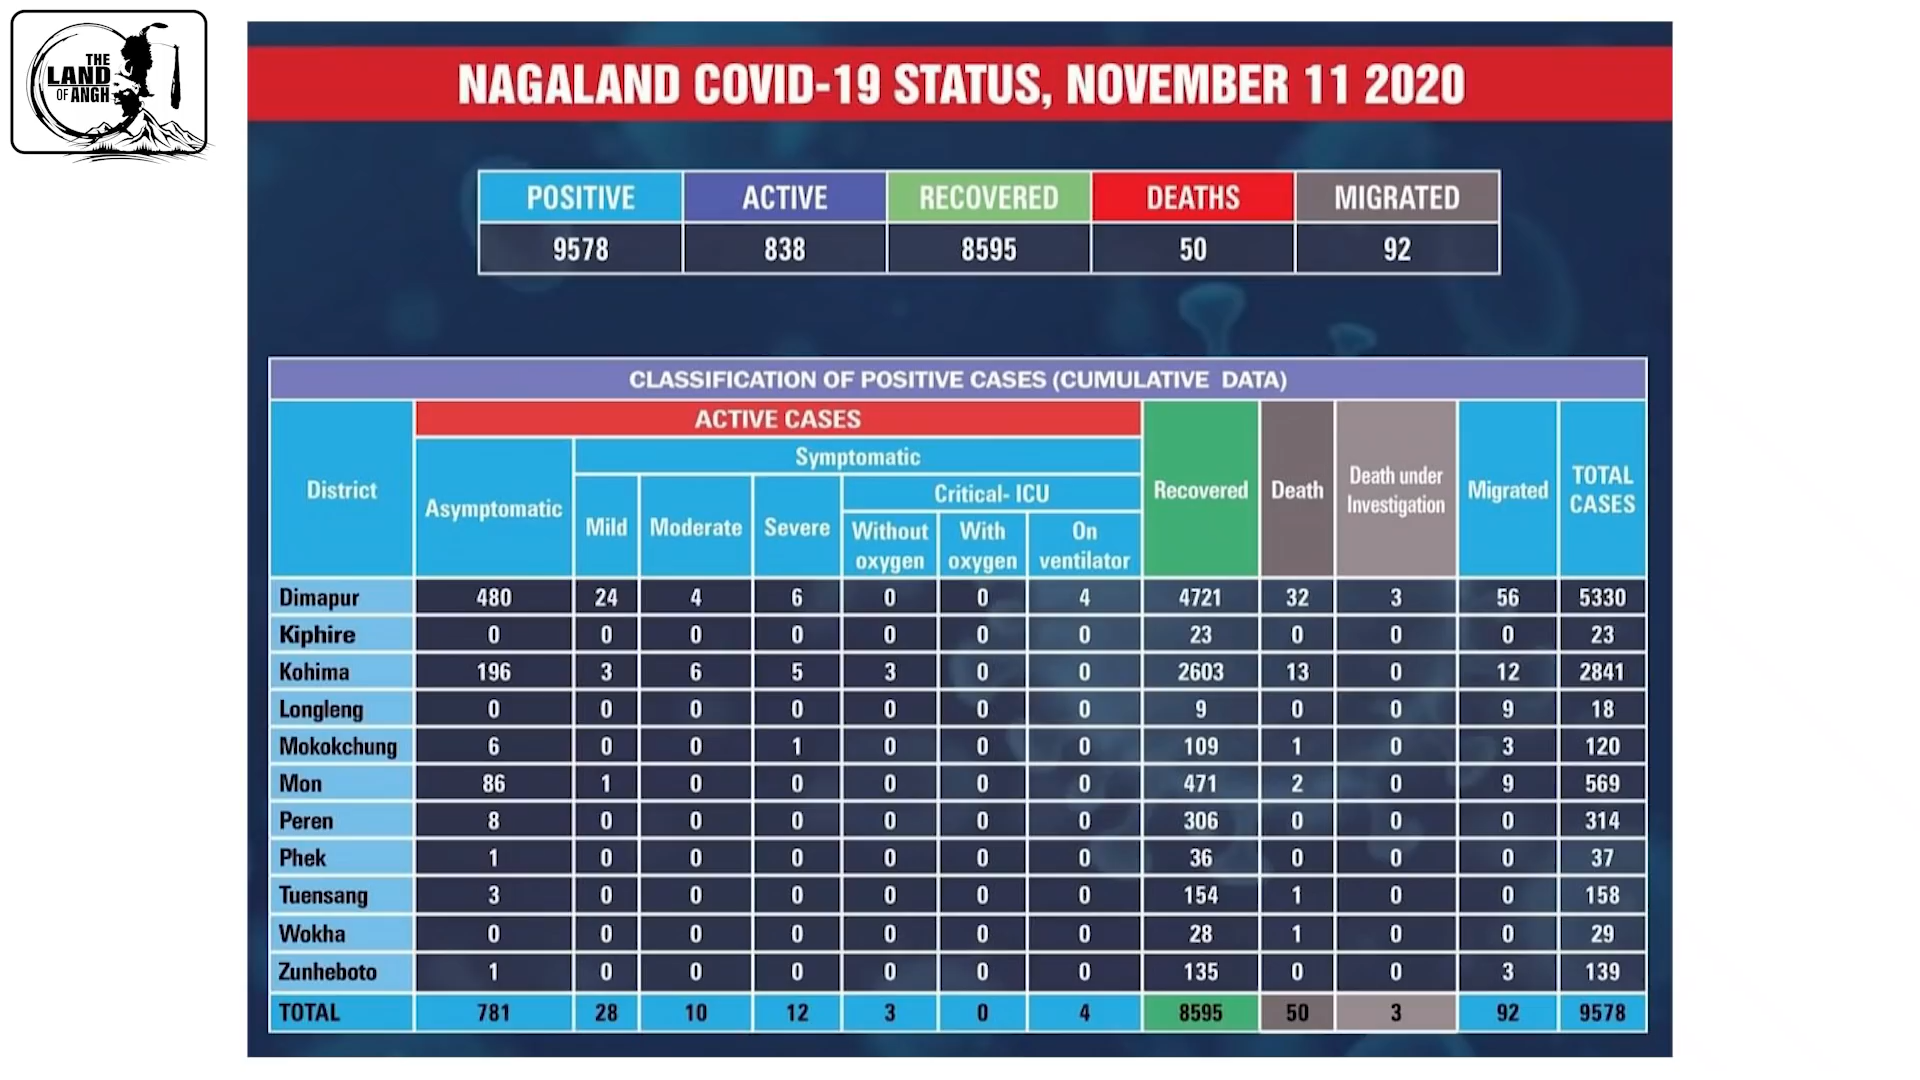 THE
LAND
OF ANGH
NAGALAND COVID-19 STATUS, NOVEMBER 11 2020
POSITIVE ACTIVE RECOVERED DEATHS MIGRATED
9578 838 8595 50 92
CLASSIFICATION OF POSITIVE CASES (CUMULATIVE DATA)
District ACTIVE CASES Recovered Death Death under Investigation Migrated TOTAL CASES
Asymptomatic Symptomatic
Mild Moderate Severe Critical- ICU
Without oxygen With oxygen On ventilator
Dimapur 480 24 4 6 0 0 4 4721 32 3 56 5330
Kiphire 0 0 0 0 0 0 0 23 0 0 0 23
Kohima 196 3 6 5 3 0 0 2603 13 0 12 2841
Longleng 0 0 0 0 0 0 0 9 0 0 9 18
Mokokchung 6 0 0 1 0 0 0 109 1 0 3 120
Mon 86 1 0 0 0 0 0 471 2 0 9 569
Peren 8 0 0 0 0 0 0 306 0 0 0 314
Phek 1 0 0 0 0 0 0 36 0 0 0 37
Tuensang 3 0 0 0 0 0 0 154 1 0 0 158
Wokha 0 0 0 0 0 0 0 28 1 0 0 29
Zunheboto 1 0 0 0 0 0 0 135 0 0 3 139
TOTAL 781 28 10 12 3 0 4 8595 50 3 92 9578